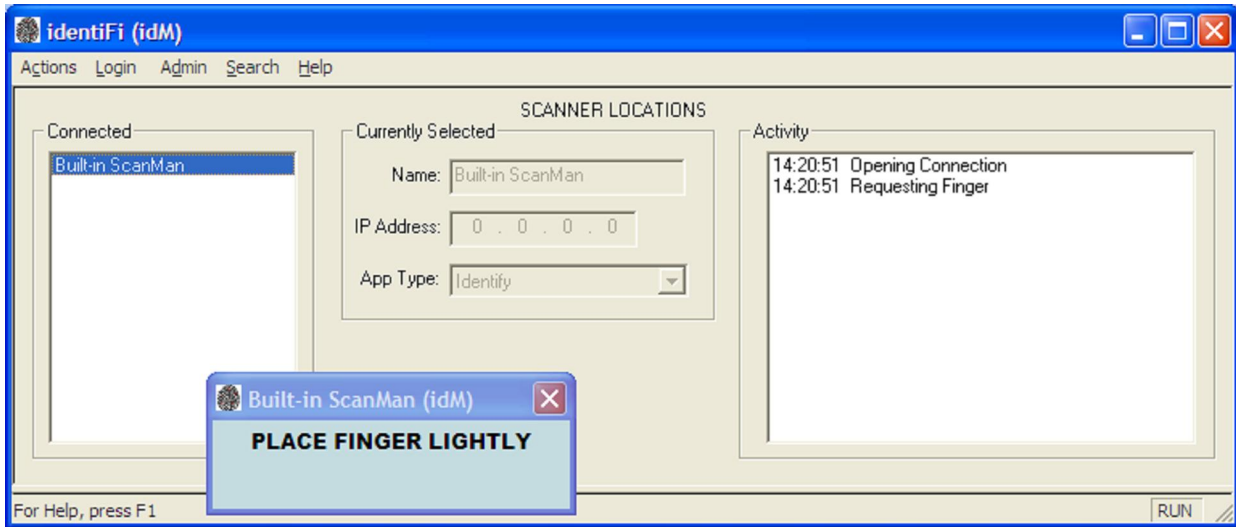 identiFi (idM)
Actions Login Admin Search Help
SCANNER LOCATIONS
Connected
Built-in ScanMan
Currently Selected
Name: Built-in ScanMan
IP Address: 0 . 0 . 0 . 0
App Type: Identify
Activity
14:20:51 Opening Connection
14:20:51 Requesting Finger
Built-in ScanMan (idM)
PLACE FINGER LIGHTLY
For Help, press F1
RUN